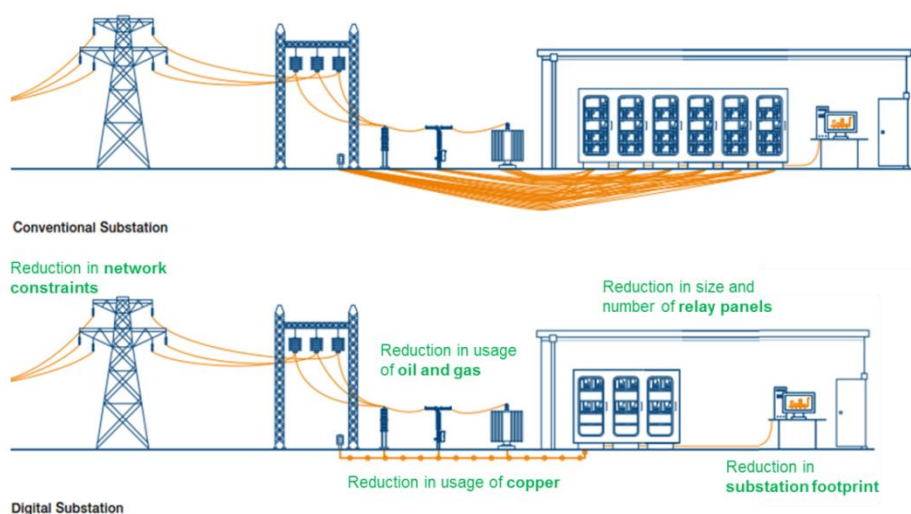 Conventional Substation
Reduction in network
constraints
Reduction in size and
number of relay panels
Reduction in usage
of oil and gas
Reduction in usage of copper
Reduction in
substation footprint
Digital Substation